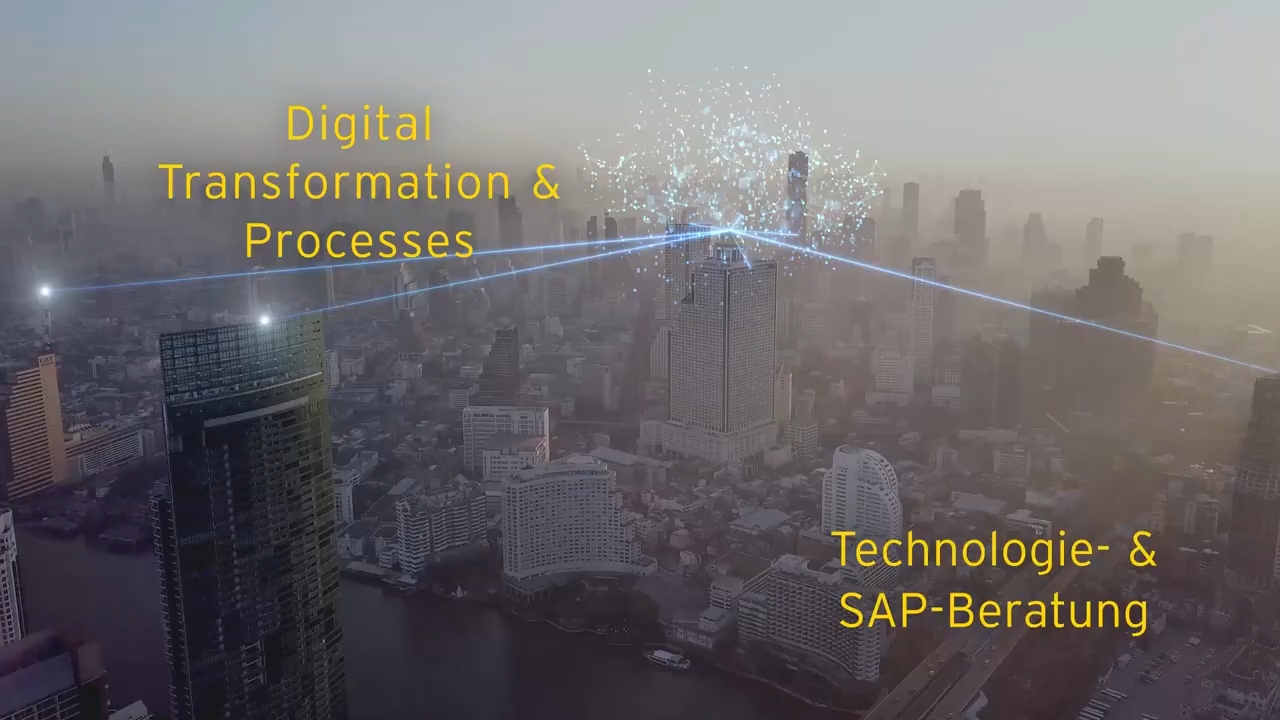 Digital
Transformation &
Processes
Technologie- &
SAP-Beratung